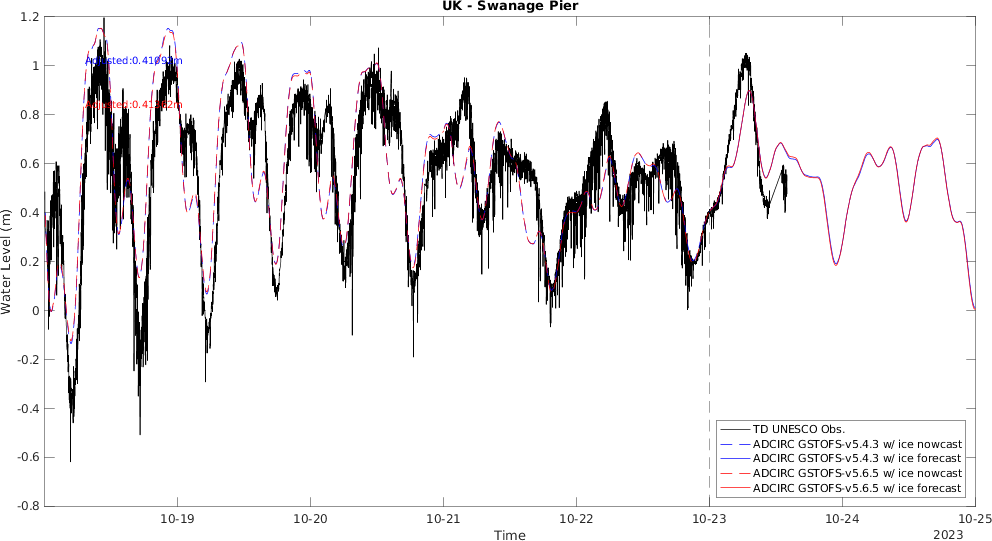 UK - Swanage Pier
1.2
1
0.8
0.6
0.4
0.2
0
-0.2
-0.4
-0.6
-0.8
Water Level (m)
TD UNESCO Obs.
ADCIRC GSTOFS-v5.4.3 w/ ice nowcast
ADCIRC GSTOFS-v5.4.3 w/ ice forecast
ADCIRC GSTOFS-v5.6.5 w/ ice nowcast
ADCIRC GSTOFS-v5.6.5 w/ ice forecast
10-19 10-20 10-21 10-22 10-23 10-24 10-25
Time
2023